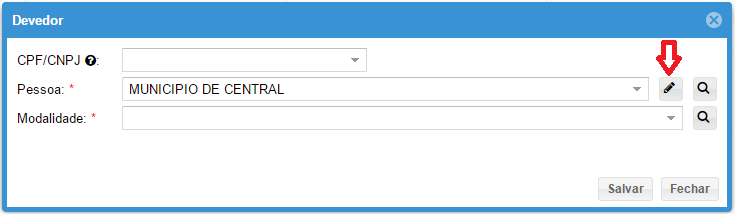 Devedor
CPF/CNPJ ?:
Pessoa: * MUNICIPIO DE CENTRAL
Modalidade: *
Salvar Fechar